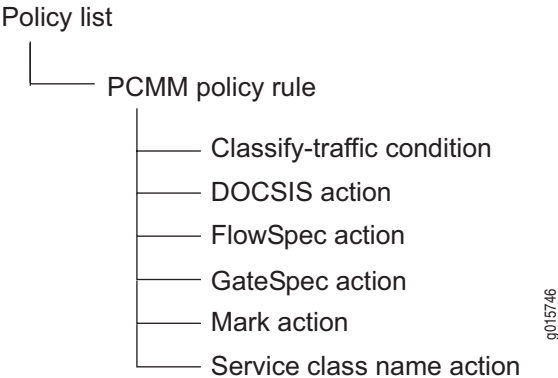 Policy list
PCMM policy rule
Classify-traffic condition
DOCSIS action
FlowSpec action
GateSpec action
Mark action
Service class name action
g015746